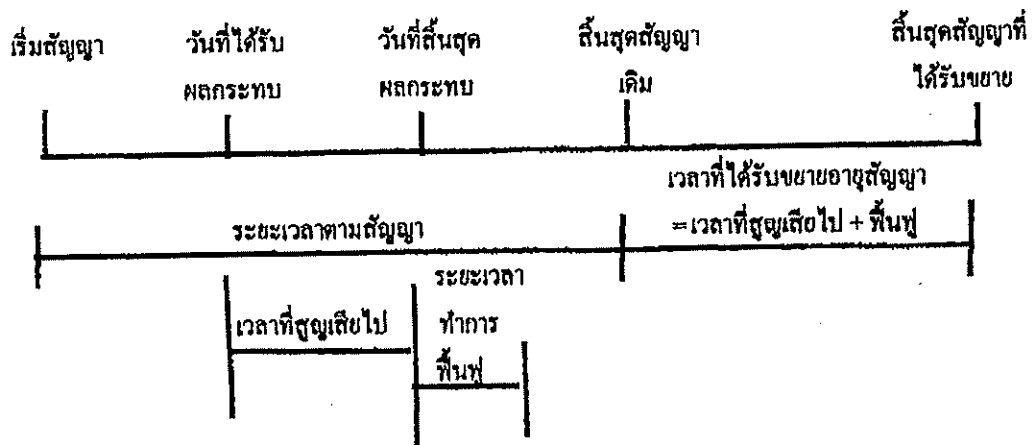 เริ่มสัญญา
วันที่ได้รับ
ผลกระทบ
วันที่สิ้นสุด
ผลกระทบ
สิ้นสุดสัญญา
เดิม
สิ้นสุดสัญญาที่
ได้รับขยาย
ระยะเวลาตามสัญญา
เวลาที่ได้รับขยายอายุสัญญา
=เวลาที่สูญเสียไป + ฟื้นฟู
เวลาที่สูญเสียไป
ระยะเวลา
ทำการ
ฟื้นฟู